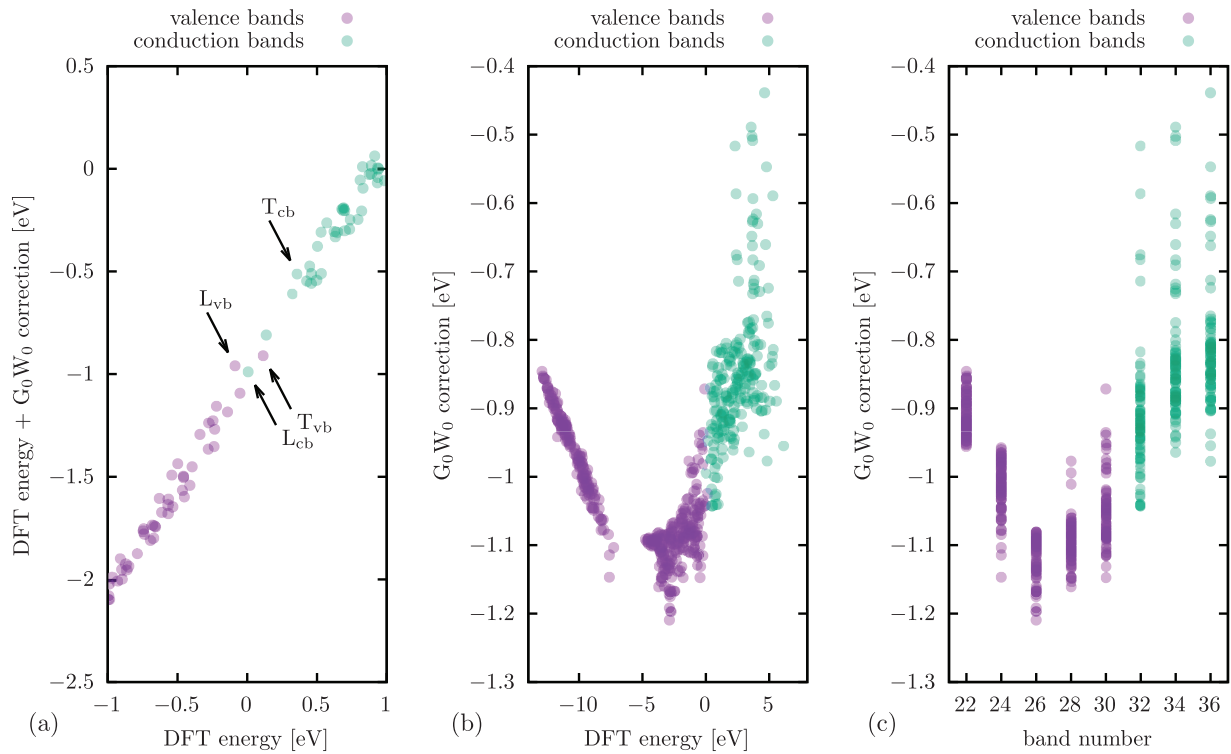 valence bands
conduction bands
DFT energy + G₀W₀ correction [eV]
0.5
0
−0.5
−1
−1.5
−2
−2.5
T_cb
L_vb
T_vb
L_cb
−1
−0.5
0
0.5
1
(a)
DFT energy [eV]
valence bands
conduction bands
G₀W₀ correction [eV]
−0.4
−0.5
−0.6
−0.7
−0.8
−0.9
−1
−1.1
−1.2
−1.3
−10
−5
0
5
(b)
DFT energy [eV]
valence bands
conduction bands
G₀W₀ correction [eV]
−0.4
−0.5
−0.6
−0.7
−0.8
−0.9
−1
−1.1
−1.2
−1.3
22 24 26 28 30 32 34 36
(c)
band number